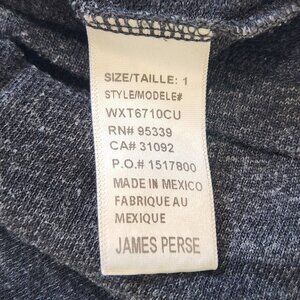 SIZE/TAILLE: 1
STYLE/MODELE#
WXT6710CU
RN# 95339
CA# 31092
P.O.# 1517800
MADE IN MEXICO
FABRIQUE AU
MEXIQUE
JAMES PERSE